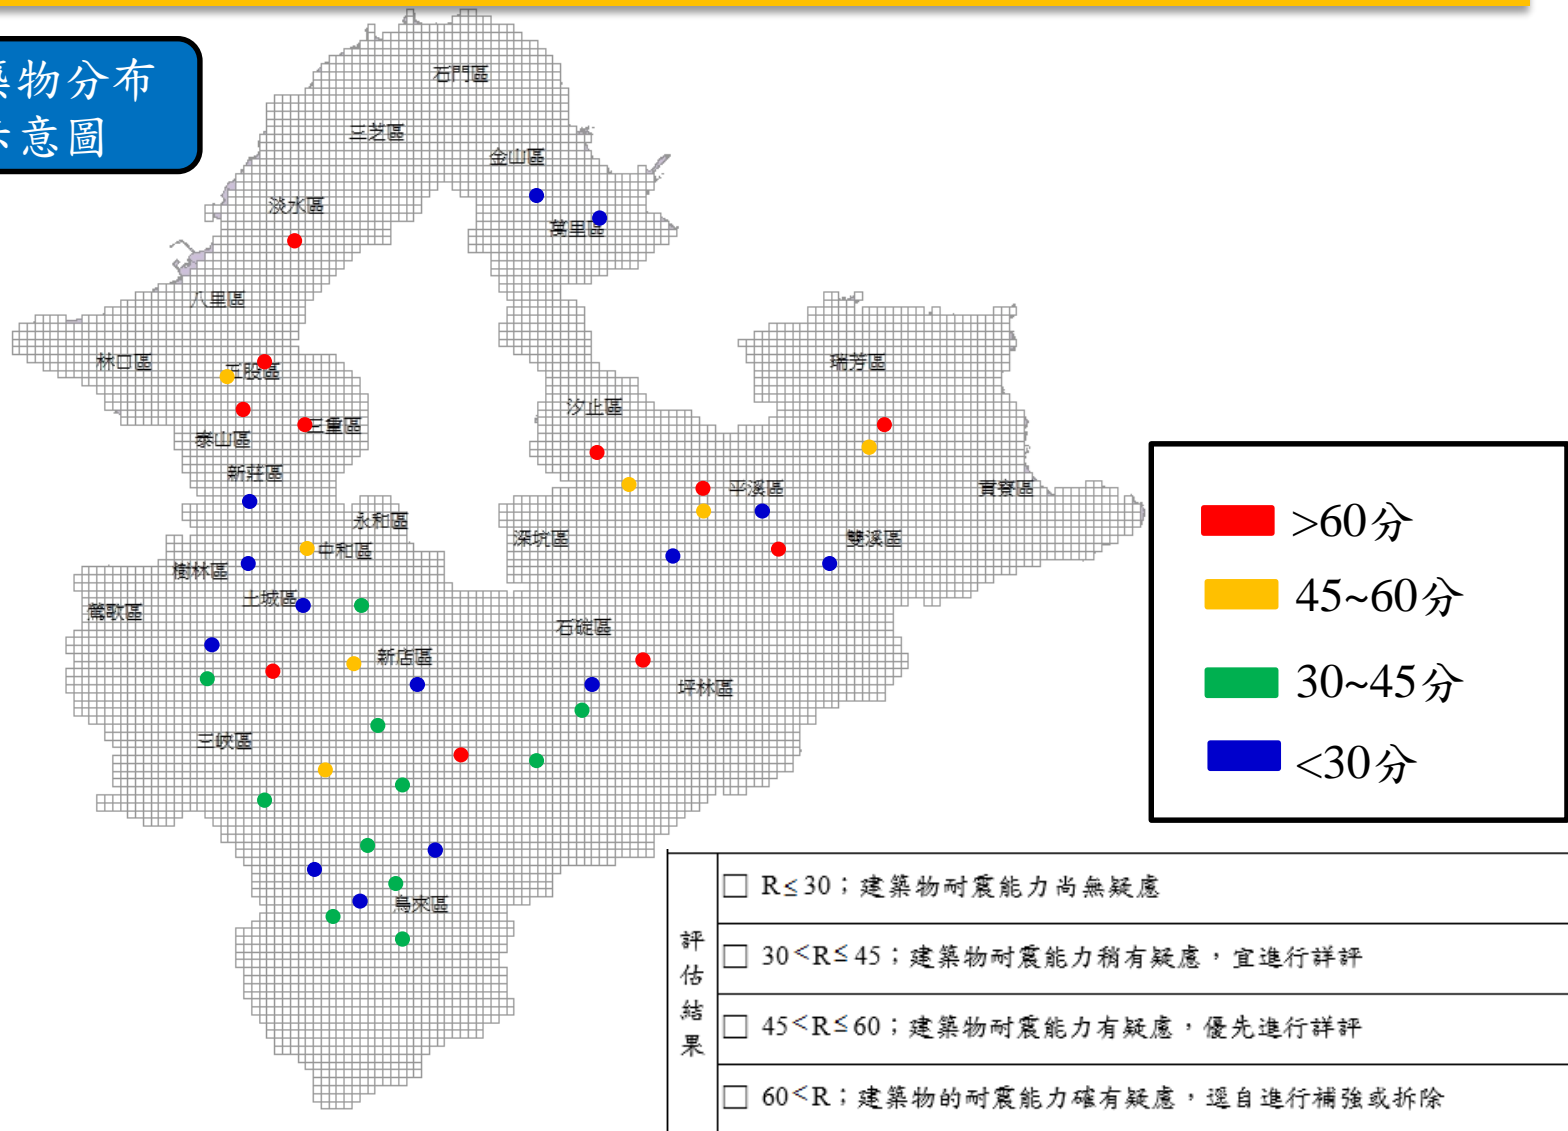 築物分布
示意圖
石門區
三芝區
金山區
淡水區
萬里區
八里區
林口區
五股區
瑞芳區
汐止區
三重區
泰山區
新莊區
平溪區
貢寮區
永和區
深坑區
雙溪區
中和區
樹林區
土城區
鶯歌區
石碇區
新店區
坪林區
三峽區
烏來區
>60分
45~60分
30~45分
<30分
評估結果
□ R≤30；建築物耐震能力尚無疑慮
□ 30<R≤45；建築物耐震能力稍有疑慮，宜進行詳評
□ 45<R≤60；建築物耐震能力有疑慮，優先進行詳評
□ 60<R；建築物的耐震能力確有疑慮，逕自進行補強或拆除